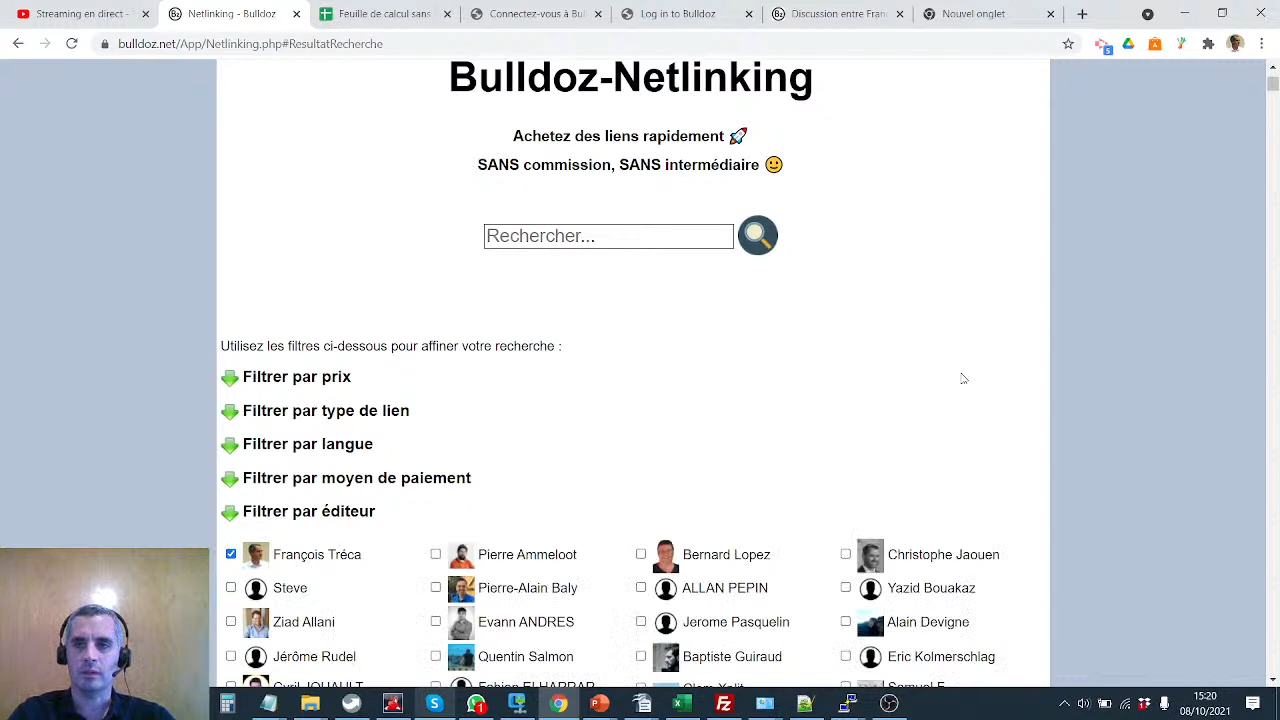 Streaming en direct -
Netlinking - Bulldoz
Feuille de calcul sans
Connectez-vous à Bull
Log in to Bulldoz
Discussion entre Franç
Nouvel onglet
bulldoz.net/App/Netlinking.php#ResultatRecherche
5
Bulldoz-Netlinking
Achetez des liens rapidement
SANS commission, SANS intermédiaire
Rechercher...
Utilisez les filtres ci-dessous pour affiner votre recherche :
Filtrer par prix
Filtrer par type de lien
Filtrer par langue
Filtrer par moyen de paiement
Filtrer par éditeur
François Tréca Pierre Ammeloot Bernard Lopez Christophe Jaouen
Steve Pierre-Alain Baly ALLAN PEPIN Yazid Bouakaz
Ziad Allani Evann ANDRES Jerome Pasquelin Alain Devigne
Jérôme Rudel Quentin Salmon Baptiste Guiraud Eric Kolmerschlag
15:20
08/10/2021